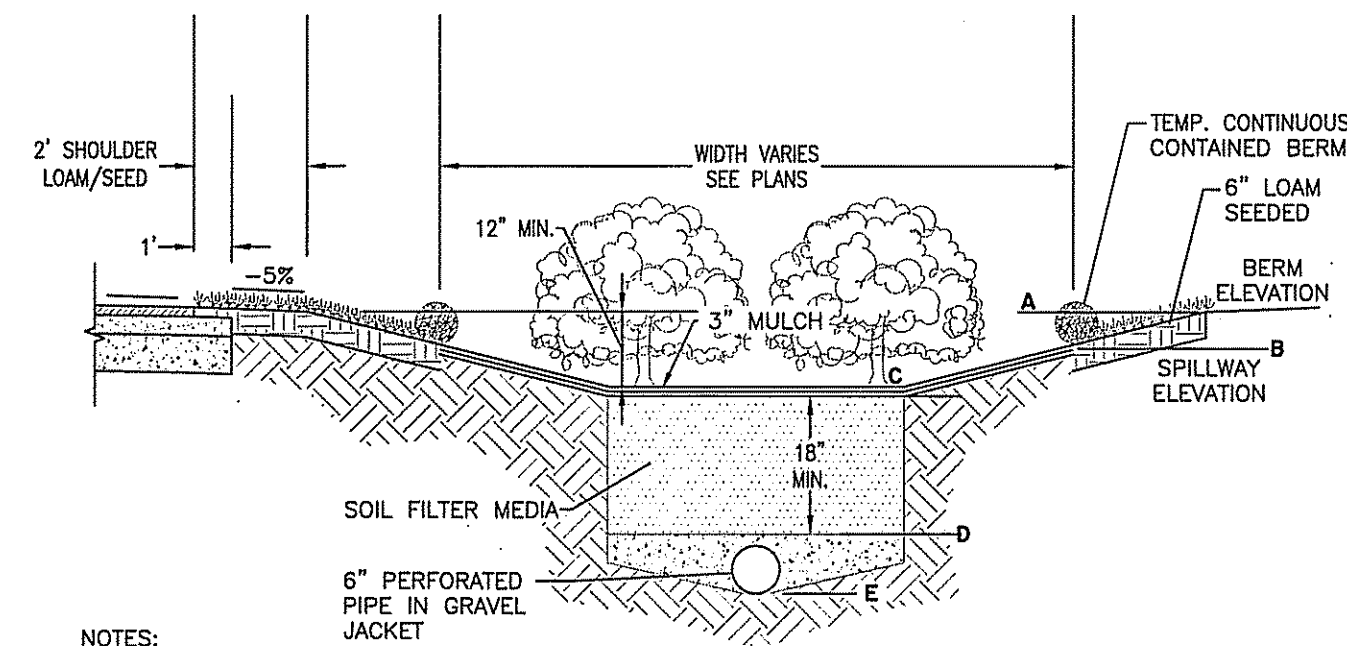 2' SHOULDER
LOAM/SEED
WIDTH VARIES
SEE PLANS
TEMP. CONTINUOUS
CONTAINED BERM
6" LOAM
SEEDED
12" MIN.
1'
-5%
BERM
ELEVATION
A
3" MULCH
B
C
SPILLWAY
ELEVATION
18"
MIN.
SOIL FILTER MEDIA
D
6" PERFORATED
PIPE IN GRAVEL
JACKET
E
NOTES: